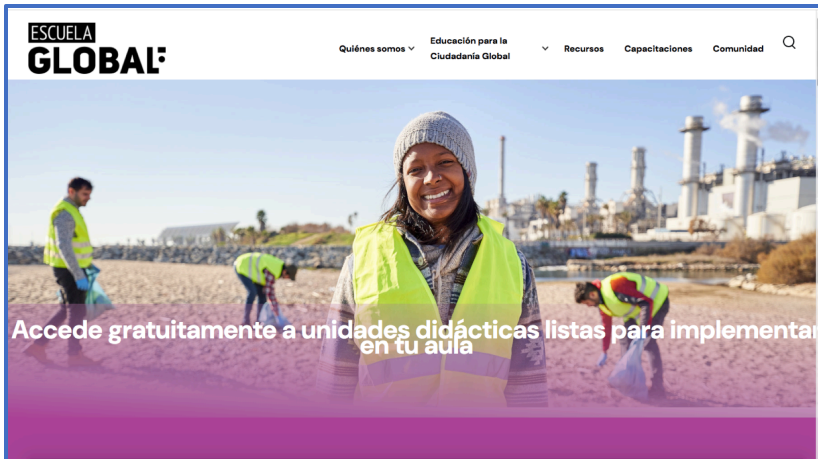 ESCUELA
GLOBAL
Quiénes somos
Educación para la
Ciudadanía Global
Recursos
Capacitaciones
Comunidad
Accede gratuitamente a unidades didácticas listas para implementar
en tu aula